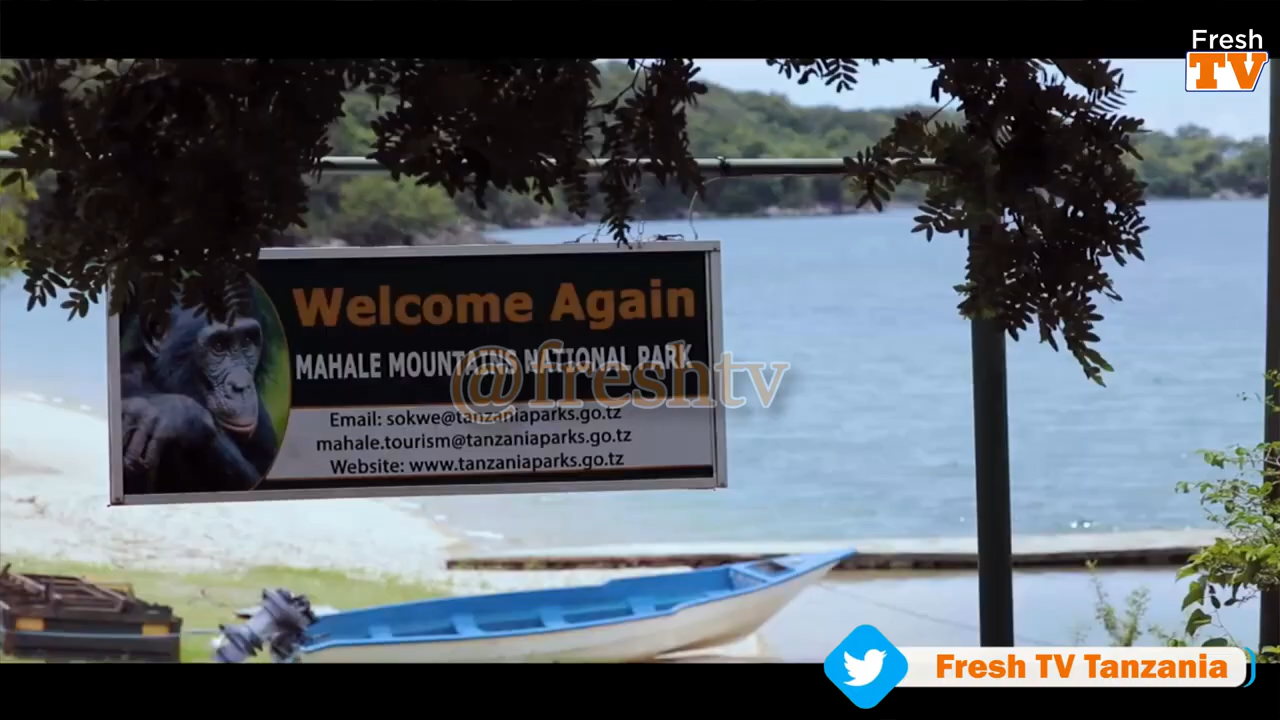 Fresh
TV
Welcome Again
MAHALE MOUNTAINS NATIONAL PARK
@freshtv
Email: sokwe@tanzaniaparks.go.tz
mahale.tourism@tanzaniaparks.go.tz
Website: www.tanzaniaparks.go.tz
Fresh TV Tanzania